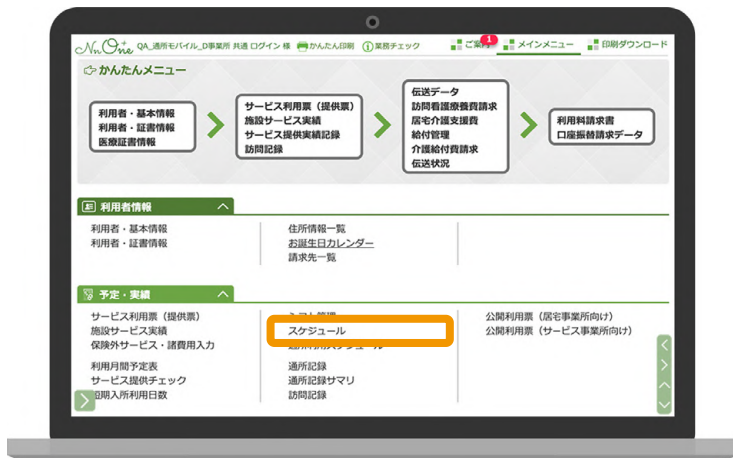 Nn One QA_通所モバイル_D事業所 共通 ログイン 様 かんたん印刷 業務チェック ご案内 1 メインメニュー 印刷ダウンロード
かんたんメニュー
利用者・基本情報
利用者・証書情報
医療証書情報
サービス利用票（提供票）
施設サービス実績
サービス提供実績記録
訪問記録
伝送データ
訪問看護療養費請求
居宅介護支援費
給付管理
介護給付費請求
伝送状況
利用料請求書
口座振替請求データ
利用者情報
利用者・基本情報
利用者・証書情報
住所情報一覧
お誕生日カレンダー
請求先一覧
予定・実績
サービス利用票（提供票）
施設サービス実績
保険外サービス・諸費用入力
利用月間予定表
サービス提供チェック
短期入所利用日数
スケジュール
通所記録
通所記録サマリ
訪問記録
公開利用票（居宅事業所向け）
公開利用票（サービス事業所向け）